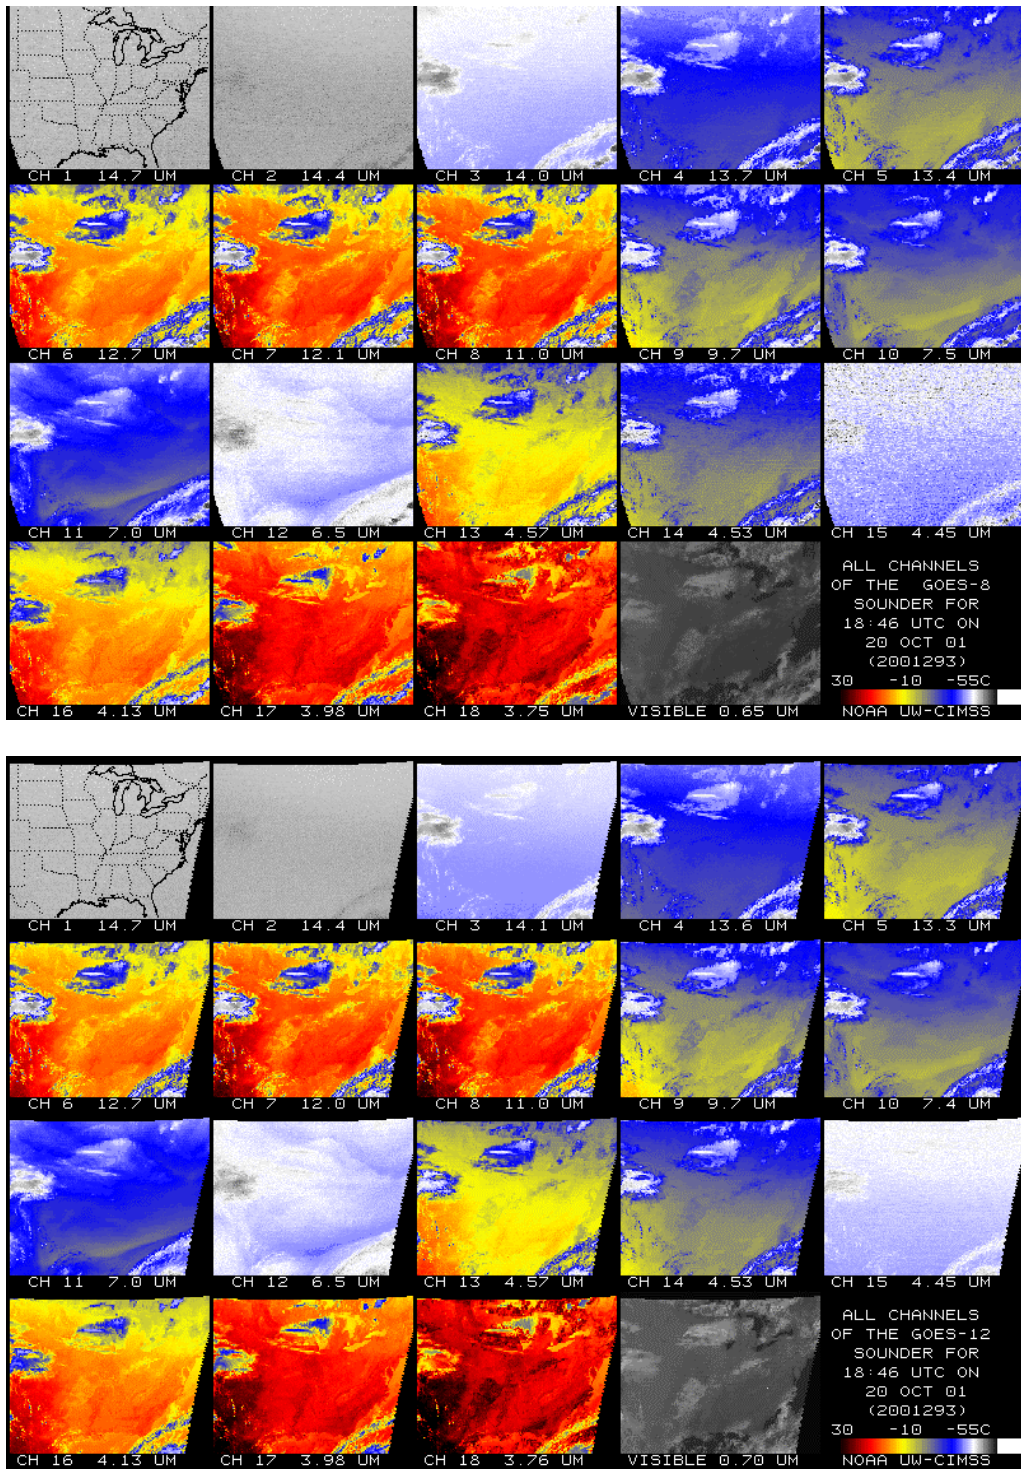 CH 1 14.7 UM
CH 2 14.4 UM
CH 3 14.0 UM
CH 4 13.7 UM
CH 5 13.4 UM
CH 6 12.7 UM
CH 7 12.1 UM
CH 8 11.0 UM
CH 9 9.7 UM
CH 10 7.5 UM
CH 11 7.0 UM
CH 12 6.5 UM
CH 13 4.57 UM
CH 14 4.53 UM
CH 15 4.45 UM
CH 16 4.13 UM
CH 17 3.98 UM
CH 18 3.75 UM
VISIBLE 0.65 UM
ALL CHANNELS
OF THE GOES-8
SOUNDER FOR
18:46 UTC ON
20 OCT 01
(2001293)
30 -10 -55C
NOAA UW-CIMSS
CH 1 14.7 UM
CH 2 14.4 UM
CH 3 14.1 UM
CH 4 13.6 UM
CH 5 13.3 UM
CH 6 12.7 UM
CH 7 12.0 UM
CH 8 11.0 UM
CH 9 9.7 UM
CH 10 7.4 UM
CH 11 7.0 UM
CH 12 6.5 UM
CH 13 4.57 UM
CH 14 4.53 UM
CH 15 4.45 UM
CH 16 4.13 UM
CH 17 3.98 UM
CH 18 3.76 UM
VISIBLE 0.70 UM
ALL CHANNELS
OF THE GOES-12
SOUNDER FOR
18:46 UTC ON
20 OCT 01
(2001293)
30 -10 -55C
NOAA UW-CIMSS